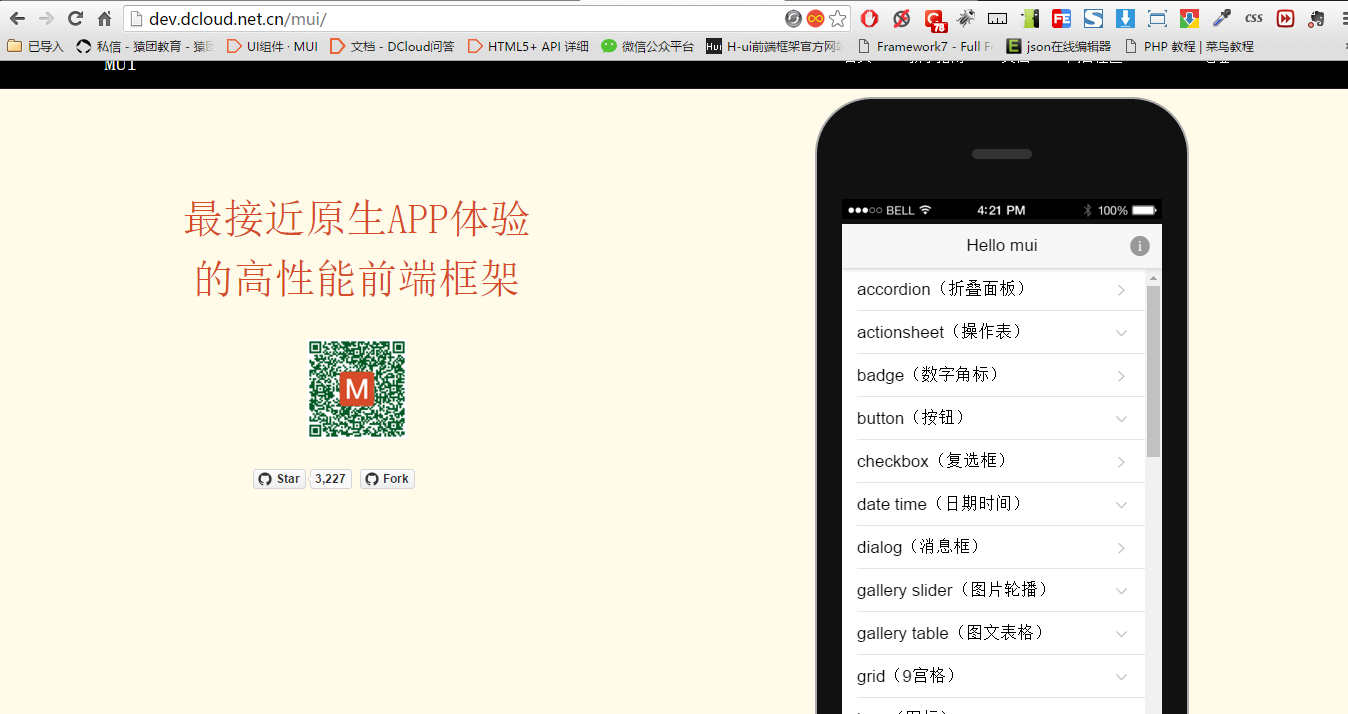 dev.dcloud.net.cn/mui/
已导入 私信 - 猿团教育 - 猿团 UI组件 · MUI 文档 - DCloud问答 HTML5+ API 详细 微信公众平台 Hui H-ui前端框架官方网站 Framework7 - Full F json在线编辑器 PHP 教程 | 菜鸟教程
MUI
最接近原生APP体验
的高性能前端框架
M
Star 3,227 Fork
BELL 4:21 PM 100%
Hello mui
accordion（折叠面板）
actionsheet（操作表）
badge（数字角标）
button（按钮）
checkbox（复选框）
date time（日期时间）
dialog（消息框）
gallery slider（图片轮播）
gallery table（图文表格）
grid（9宫格）